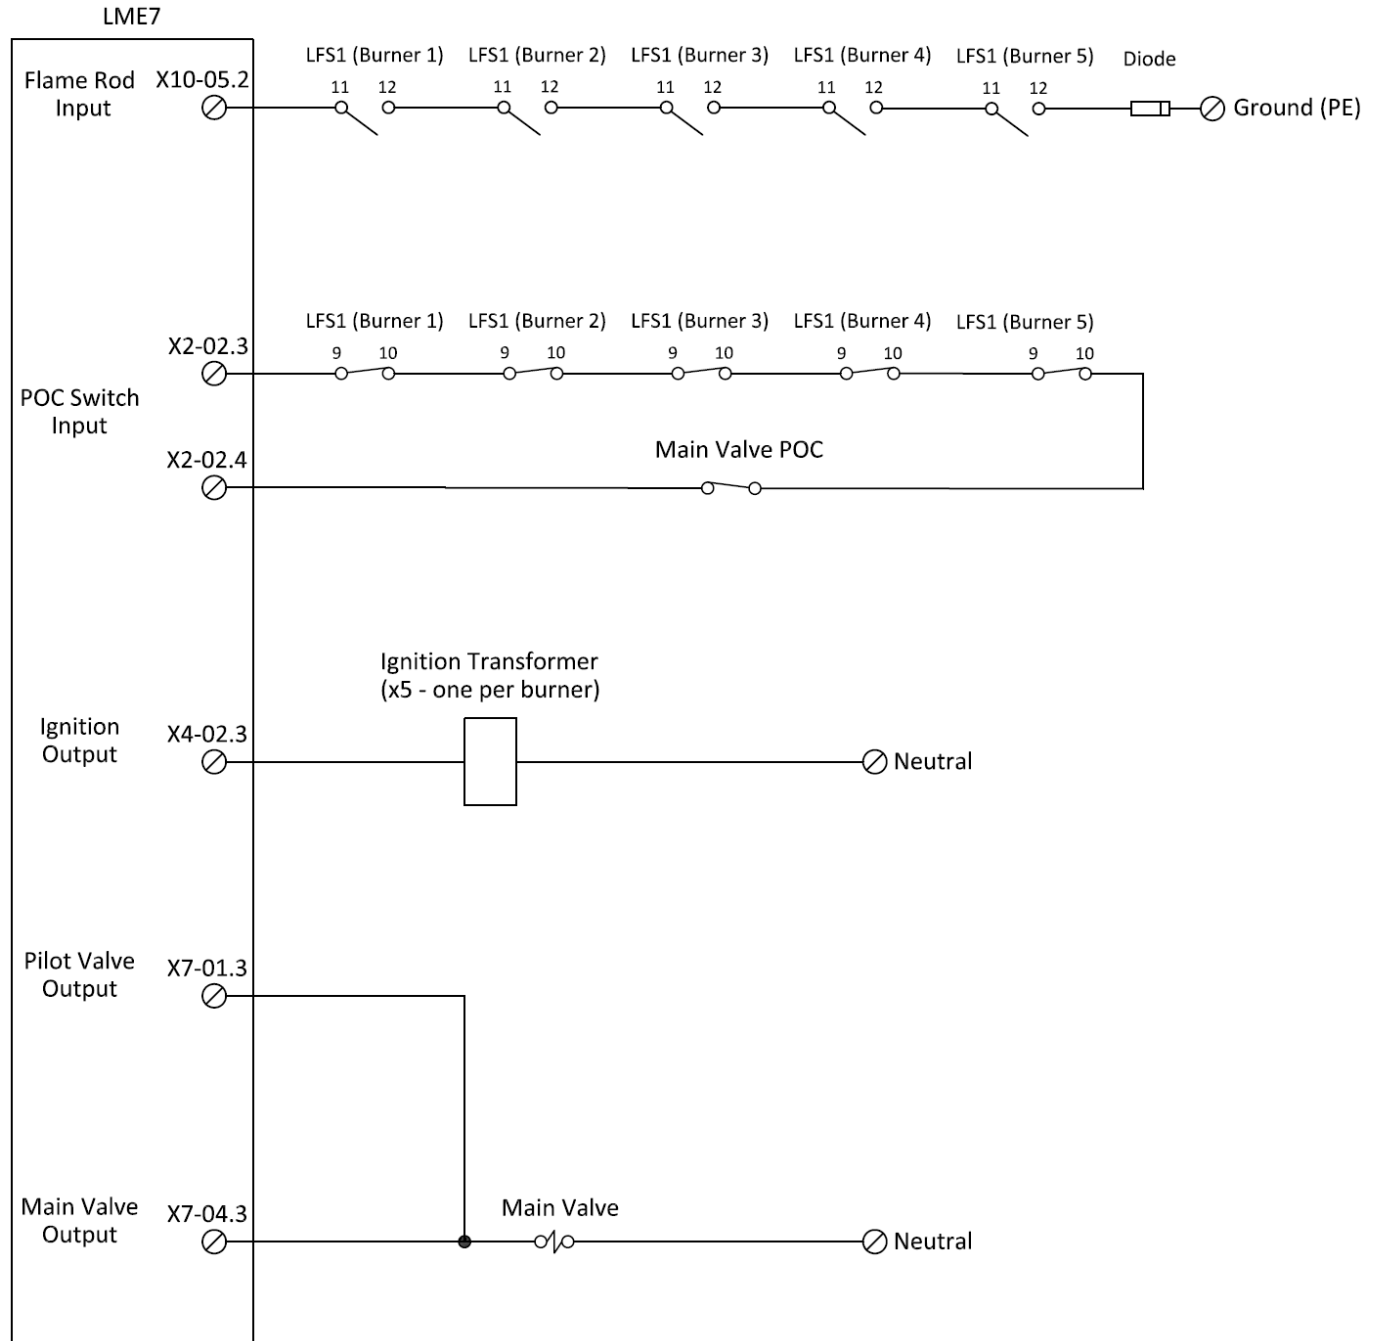 LME7
Flame Rod
Input
X10-05.2
LFS1 (Burner 1)
LFS1 (Burner 2)
LFS1 (Burner 3)
LFS1 (Burner 4)
LFS1 (Burner 5)
Diode
11 12
11 12
11 12
11 12
11 12
Ground (PE)
LFS1 (Burner 1)
LFS1 (Burner 2)
LFS1 (Burner 3)
LFS1 (Burner 4)
LFS1 (Burner 5)
X2-02.3
9 10
9 10
9 10
9 10
9 10
POC Switch
Input
X2-02.4
Main Valve POC
Ignition Transformer
(x5 - one per burner)
Ignition
Output
X4-02.3
Neutral
Pilot Valve
Output
X7-01.3
Main Valve
Output
X7-04.3
Main Valve
Neutral